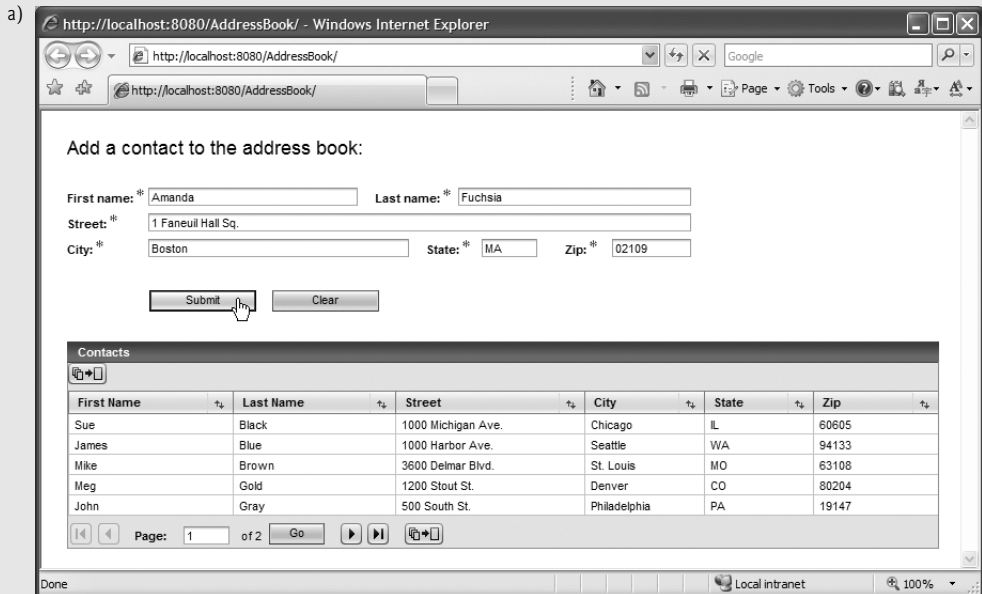 a)
http://localhost:8080/AddressBook/ - Windows Internet Explorer
http://localhost:8080/AddressBook/
Google
http://localhost:8080/AddressBook/
Page Tools
Add a contact to the address book:
First name: * Amanda Last name: * Fuchsia
Street: * 1 Faneuil Hall Sq.
City: * Boston State: * MA Zip: * 02109
Submit Clear
Contacts
First Name Last Name Street City State Zip
Sue Black 1000 Michigan Ave. Chicago IL 60605
James Blue 1000 Harbor Ave. Seattle WA 94133
Mike Brown 3600 Delmar Blvd. St. Louis MO 63108
Meg Gold 1200 Stout St. Denver CO 80204
John Gray 500 South St. Philadelphia PA 19147
Page: 1 of 2 Go
Done Local intranet 100%